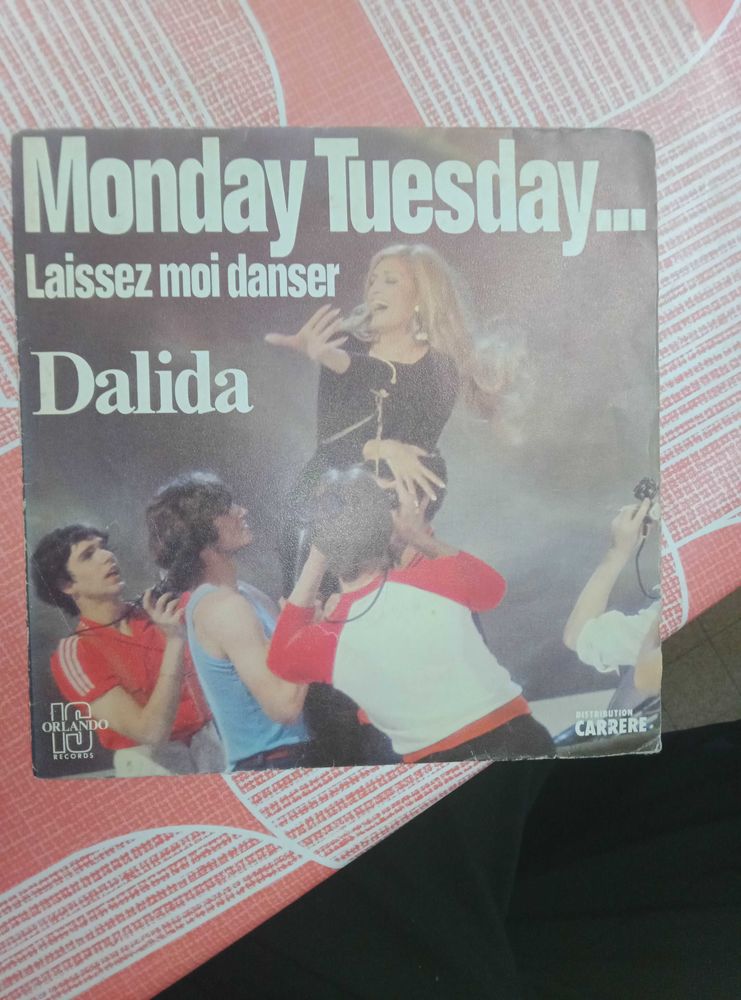 Monday Tuesday...
Laissez moi danser
Dalida
IS
ORLANDO
RECORDS
DISTRIBUTION
CARRERE